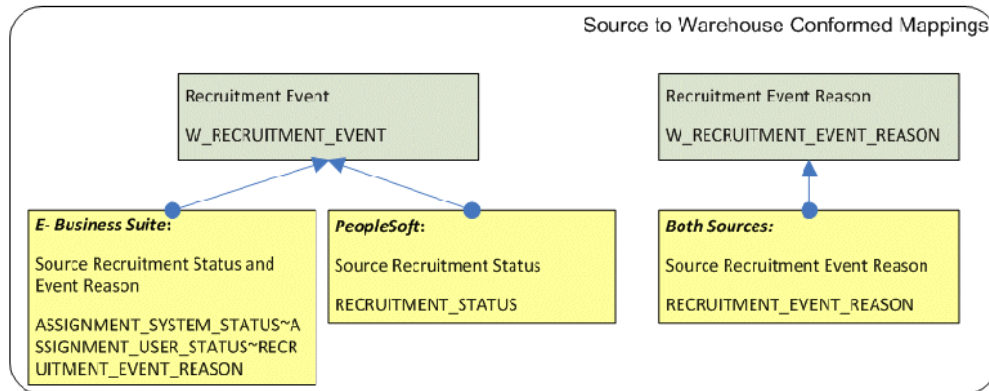 Source to Warehouse Conformed Mappings
Recruitment Event
W_RECRUITMENT_EVENT
Recruitment Event Reason
W_RECRUITMENT_EVENT_REASON
E- Business Suite:
Source Recruitment Status and
Event Reason
ASSIGNMENT_SYSTEM_STATUS~A
SSIGNMENT_USER_STATUS~RECR
UITMENT_EVENT_REASON
PeopleSoft:
Source Recruitment Status
RECRUITMENT_STATUS
Both Sources:
Source Recruitment Event Reason
RECRUITMENT_EVENT_REASON